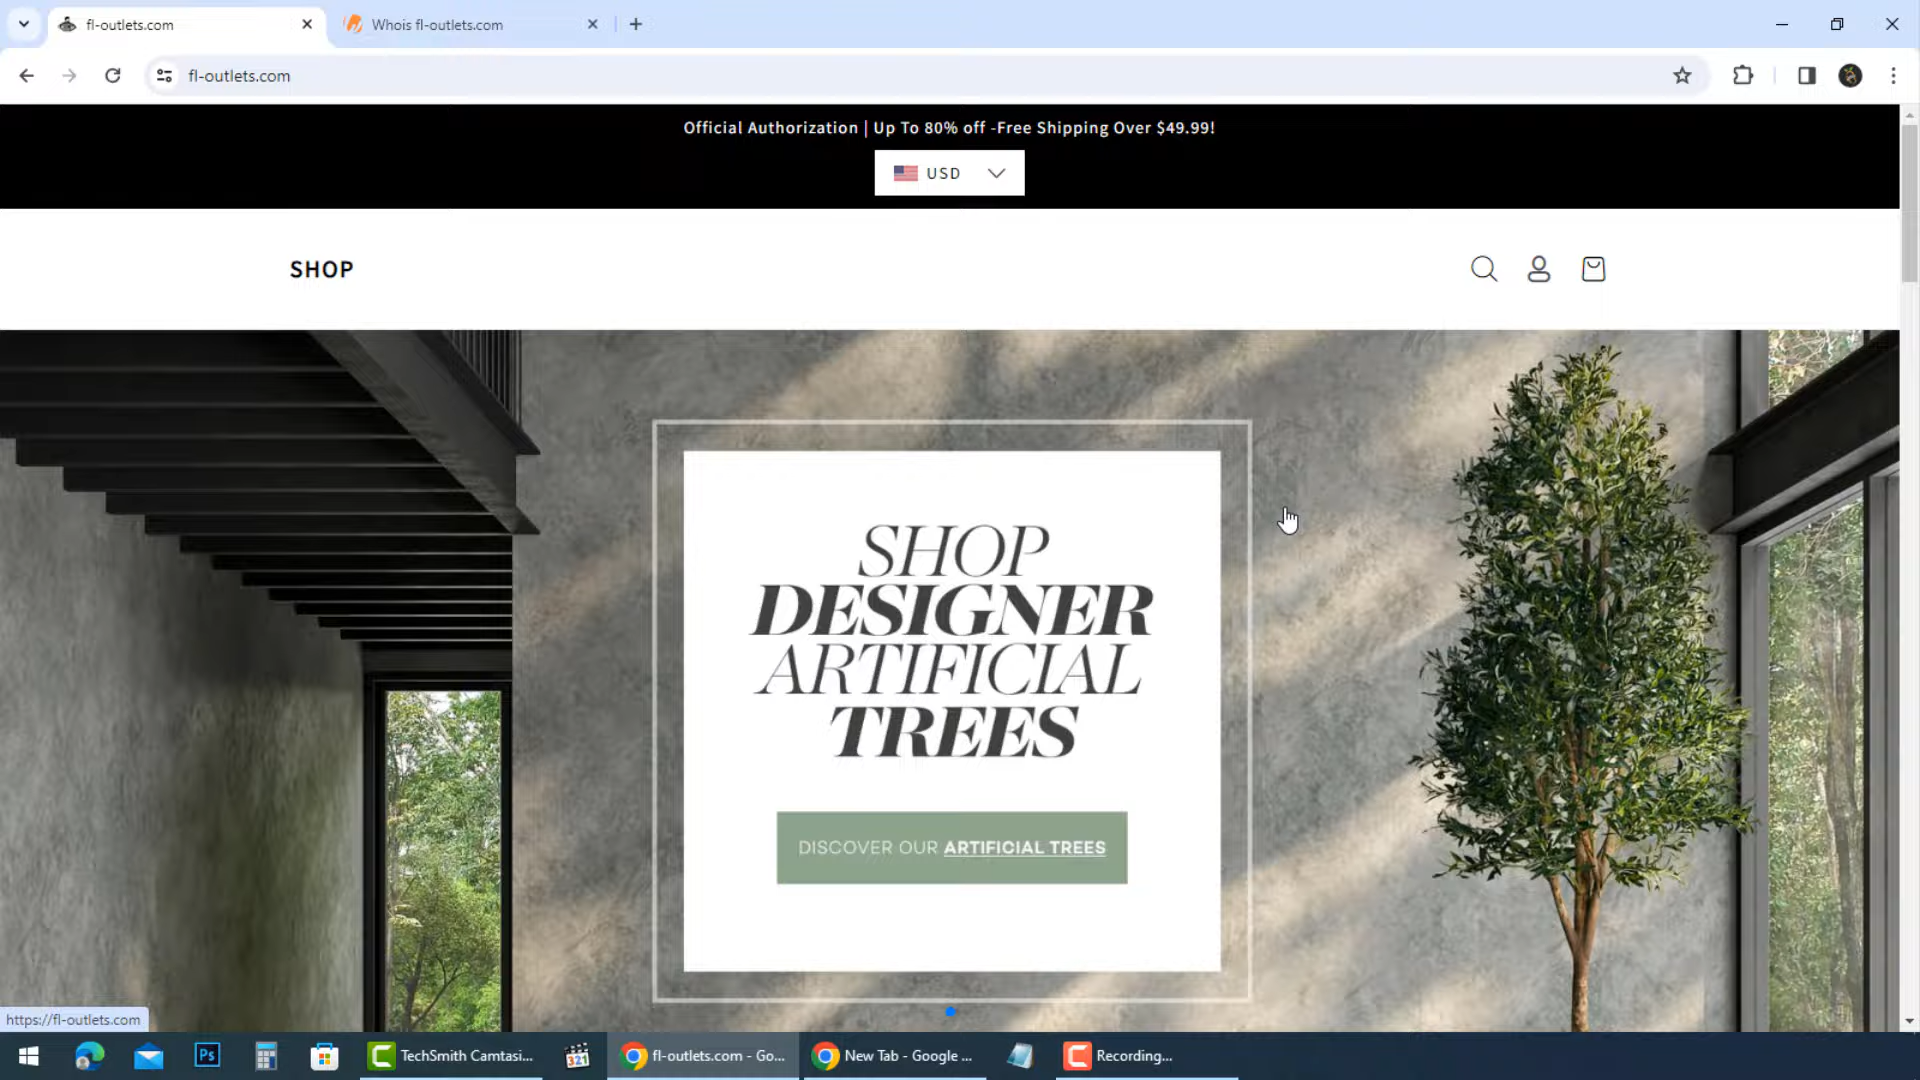 fl-outlets.com
Whois fl-outlets.com
fl-outlets.com
Official Authorization | Up To 80% off -Free Shipping Over $49.99!
USD
SHOP
SHOP
DESIGNER
ARTIFICIAL
TREES
DISCOVER OUR ARTIFICIAL TREES
https://fl-outlets.com
Ps
321
TechSmith Camtasi...
fl-outlets.com - Go...
New Tab - Google ...
Recording...